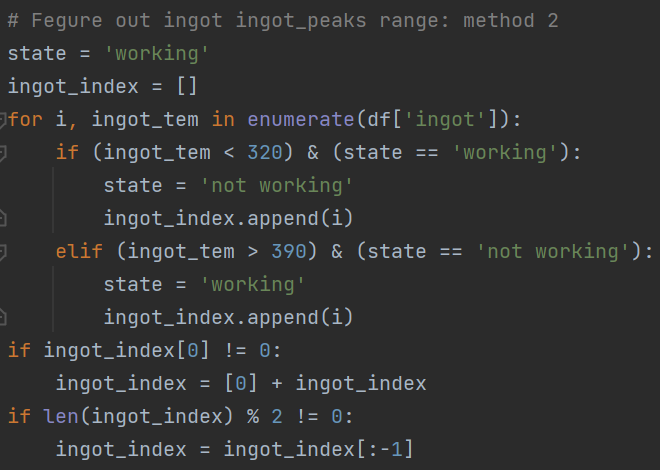 # Fegure out ingot ingot_peaks range: method 2
state = 'working'
ingot_index = []
for i, ingot_tem in enumerate(df['ingot']):
    if (ingot_tem < 320) & (state == 'working'):
        state = 'not working'
        ingot_index.append(i)
    elif (ingot_tem > 390) & (state == 'not working'):
        state = 'working'
        ingot_index.append(i)
if ingot_index[0] != 0:
    ingot_index = [0] + ingot_index
if len(ingot_index) % 2 != 0:
    ingot_index = ingot_index[:-1]